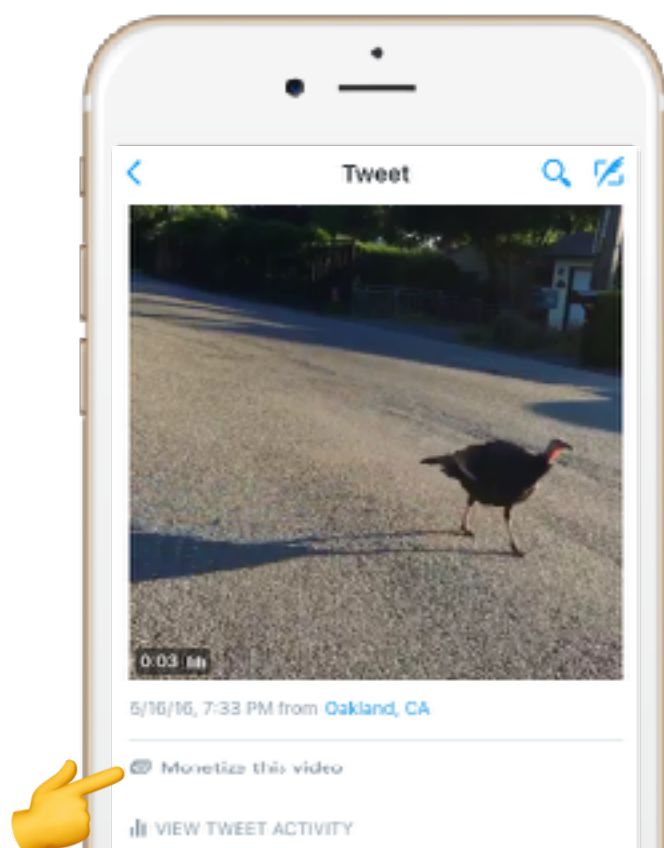 Tweet
0:03
5/16/16, 7:33 PM from Oakland, CA
Monetize this video
VIEW TWEET ACTIVITY